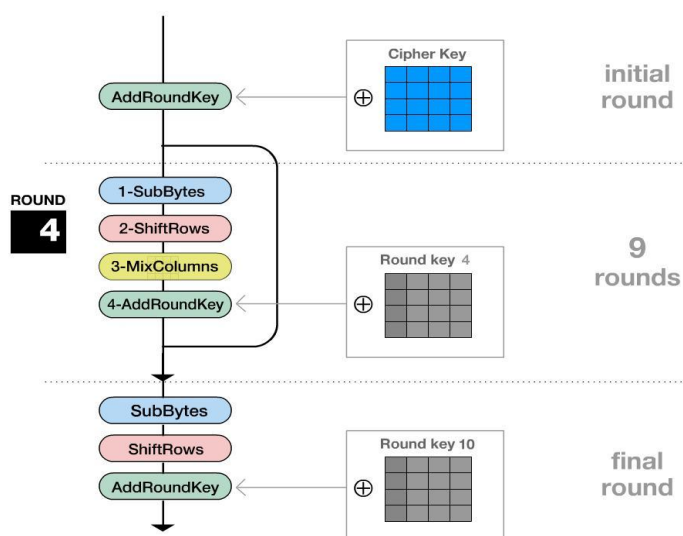 Cipher Key
AddRoundKey
initial
round
1-SubBytes
ROUND
4
2-ShiftRows
3-MixColumns
Round key 4
4-AddRoundKey
9
rounds
SubBytes
ShiftRows
Round key 10
AddRoundKey
final
round